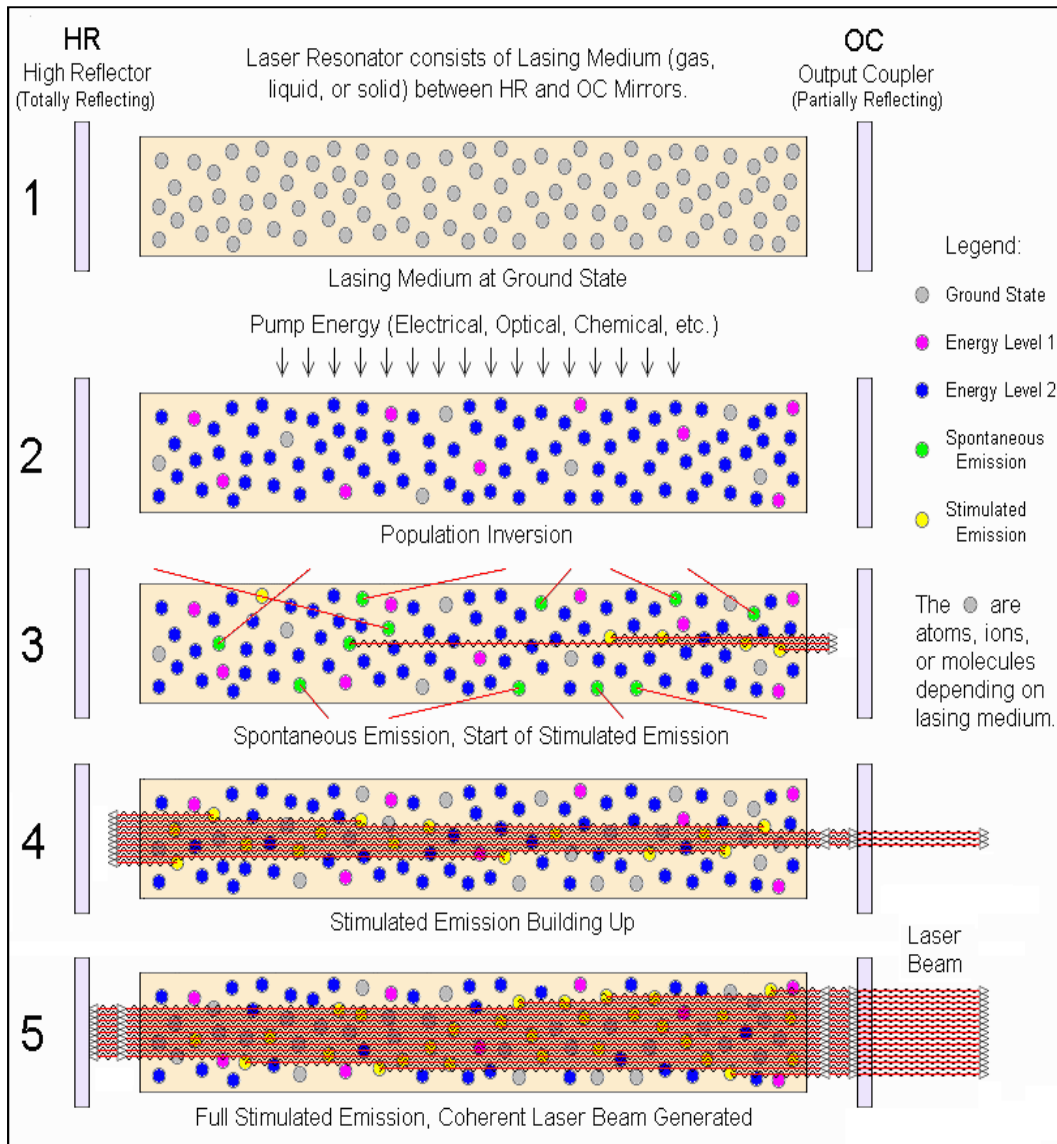 HR
High Reflector
(Totally Reflecting)
Laser Resonator consists of Lasing Medium (gas,
liquid, or solid) between HR and OC Mirrors.
OC
Output Coupler
(Partially Reflecting)
1
Lasing Medium at Ground State
Pump Energy (Electrical, Optical, Chemical, etc.)
Legend:
Ground State
Energy Level 1
Energy Level 2
Spontaneous
Emission
Stimulated
Emission
2
Population Inversion
3
Spontaneous Emission, Start of Stimulated Emission
The are
atoms, ions,
or molecules
depending on
lasing medium.
4
Stimulated Emission Building Up
Laser
Beam
5
Full Stimulated Emission, Coherent Laser Beam Generated